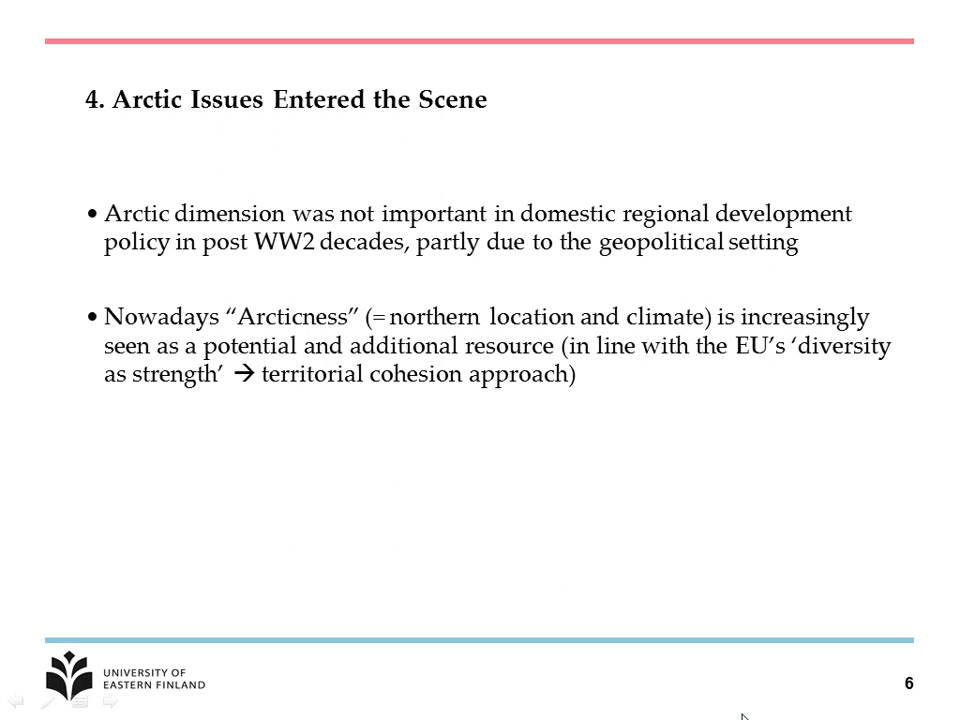 4. Arctic Issues Entered the Scene
• Arctic dimension was not important in domestic regional development
policy in post WW2 decades, partly due to the geopolitical setting
• Nowadays “Arcticness” (= northern location and climate) is increasingly
seen as a potential and additional resource (in line with the EU’s ‘diversity
as strength’ → territorial cohesion approach)
UNIVERSITY OF
EASTERN FINLAND
6